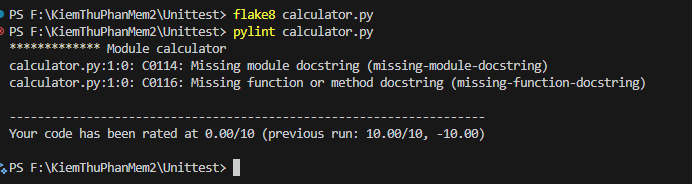 PS F:\KiemThuPhanMem2\Unittest> flake8 calculator.py
PS F:\KiemThuPhanMem2\Unittest> pylint calculator.py
************* Module calculator
calculator.py:1:0: C0114: Missing module docstring (missing-module-docstring)
calculator.py:1:0: C0116: Missing function or method docstring (missing-function-docstring)
------------------------------------------------------------------
Your code has been rated at 0.00/10 (previous run: 10.00/10, -10.00)
PS F:\KiemThuPhanMem2\Unittest>